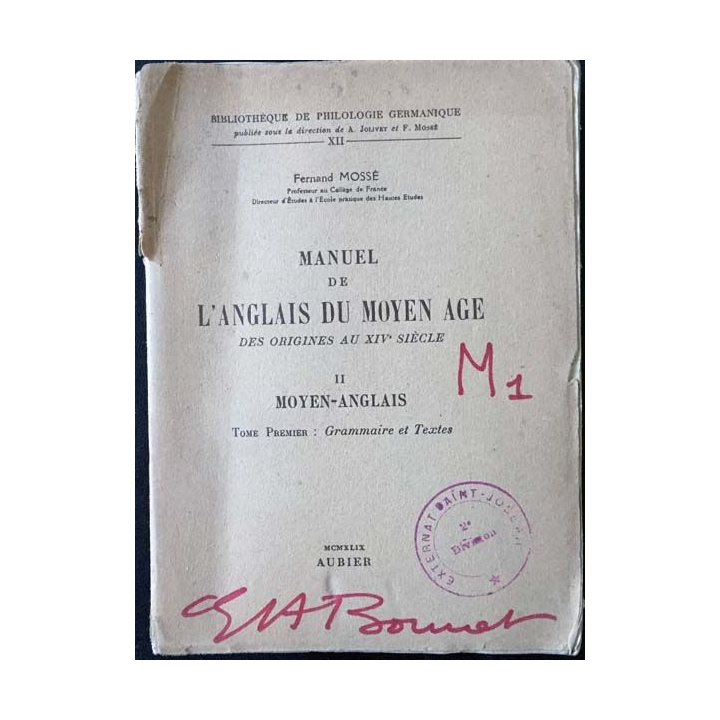 BIBLIOTHÈQUE DE PHILOLOGIE GERMANIQUE
publiée sous la direction de A. JOLIVET et F. MOSSÉ
XII
Fernand MOSSÉ
Professeur au Collège de France
Directeur d'Études à l'École pratique des Hautes Études
MANUEL
DE
L'ANGLAIS DU MOYEN AGE
DES ORIGINES AU XIVe SIÈCLE
M1
II
MOYEN-ANGLAIS
TOME PREMIER : Grammaire et Textes
EXTERNAT SAINT-JOSEPH
2e
Division
MCMXLIX
AUBIER
Bonnet